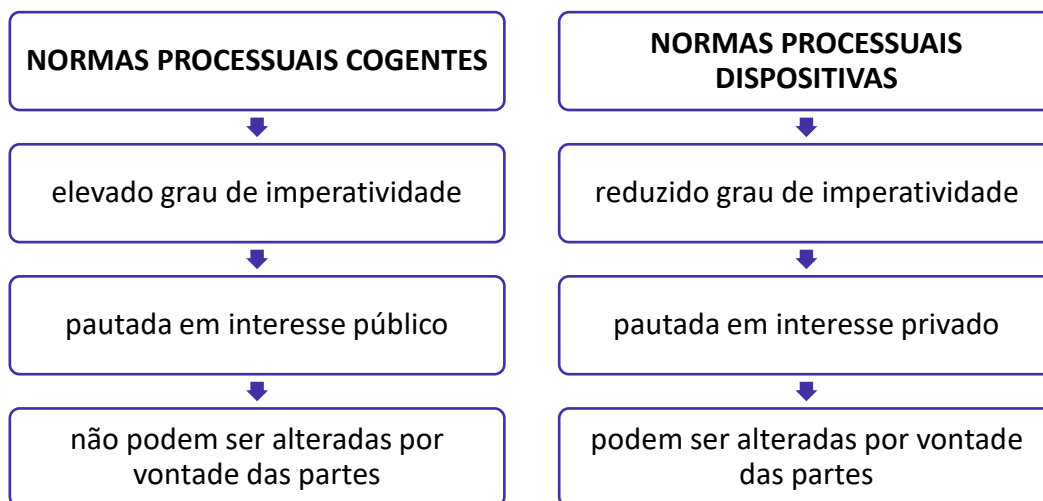 NORMAS PROCESSUAIS COGENTES
elevado grau de imperatividade
pautada em interesse público
não podem ser alteradas por
vontade das partes
NORMAS PROCESSUAIS
DISPOSITIVAS
reduzido grau de imperatividade
pautada em interesse privado
podem ser alteradas por vontade
das partes